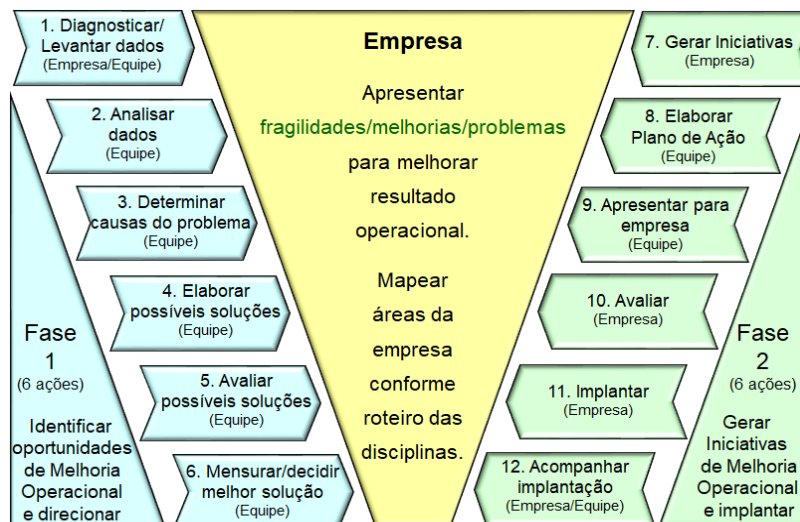 1. Diagnosticar/
Levantar dados
(Empresa/Equipe)
2. Analisar
dados
(Equipe)
3. Determinar
causas do problema
(Equipe)
4. Elaborar
possíveis soluções
(Equipe)
5. Avaliar
possíveis soluções
(Equipe)
6. Mensurar/decidir
melhor solução
(Equipe)
Fase
1
(6 ações)
Identificar
oportunidades
de Melhoria
Operacional
e direcionar
Empresa
Apresentar
fragilidades/melhorias/problemas
para melhorar
resultado
operacional.
Mapear
áreas da
empresa
conforme
roteiro das
disciplinas.
7. Gerar Iniciativas
(Empresa)
8. Elaborar
Plano de Ação
(Equipe)
9. Apresentar para
empresa
(Equipe)
10. Avaliar
(Empresa)
11. Implantar
(Empresa)
12. Acompanhar
implantação
(Empresa/Equipe)
Fase
2
(6 ações)
Gerar
Iniciativas
de Melhoria
Operacional
e implantar